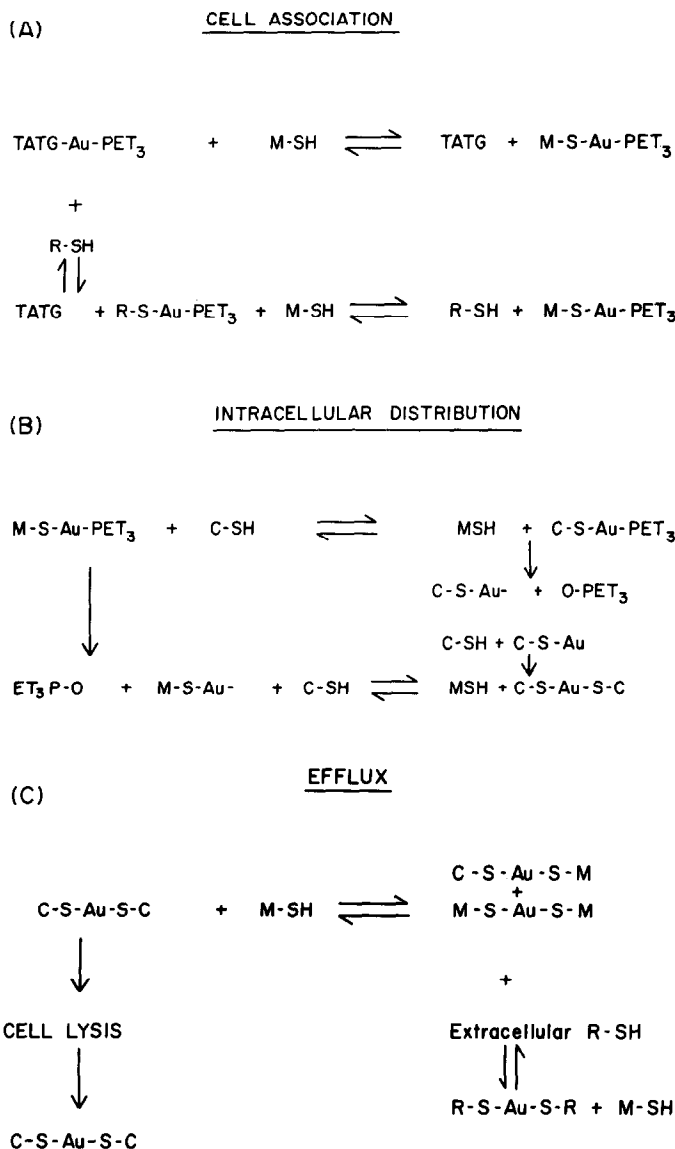 (A) CELL ASSOCIATION
TATG-Au-PET3 + M-SH ⇌ TATG + M-S-Au-PET3
+
R-SH
↑↓
TATG + R-S-Au-PET3 + M-SH ⇌ R-SH + M-S-Au-PET3
(B) INTRACELLULAR DISTRIBUTION
M-S-Au-PET3 + C-SH ⇌ MSH + C-S-Au-PET3
C-S-Au- + O-PET3
C-SH + C-S-Au
ET3P-O + M-S-Au- + C-SH ⇌ MSH + C-S-Au-S-C
(C) EFFLUX
C-S-Au-S-M
+
C-S-Au-S-C + M-SH ⇌ M-S-Au-S-M
+
CELL LYSIS Extracellular R-SH
R-S-Au-S-R + M-SH
C-S-Au-S-C